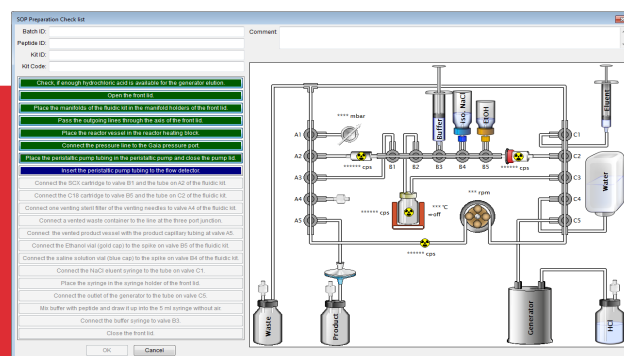 SOP Preparation Check list
Batch ID:
Peptide ID:
Kit ID:
Kit Code:
Comment:
Check, if enough hydrochloric acid is available for the generator elution.
Open the front lid.
Place the manifolds of the fluidic kit in the manifold holders of the front lid.
Pass the outgoing lines through the axis of the front lid.
Place the reactor vessel in the reactor heating block.
Connect the pressure line to the Gaia pressure port.
Place the peristaltic pump tubing in the peristaltic pump and close the pump lid.
Insert the peristaltic pump tubing to the flow detector.
Connect the SCX cartridge to valve B1 and the tube on A2 of the fluidic kit.
Connect the C18 cartridge to valve B5 and the tube on C2 of the fluidic kit.
Connect one venting steril filter of the venting needles to valve A4 of the fluidic kit.
Connect a vented waste container to the line at the three port junction.
Connect the vented product vessel with the product capillary tubing at valve A5.
Connect the Ethanol vial (gold cap) to the spike on valve B5 of the fluidic kit.
Connect the saline solution vial (blue cap) to the spike on valve B4 of the fluidic kit.
Connect the NaCl eluent syringe to the tube on valve C1.
Place the syringe in the syringe holder of the front lid.
Connect the outlet of the generator to the tube on valve C5.
Mix buffer with peptide and draw it up into the 5 ml syringe without air.
Connect the buffer syringe to valve B3.
Close the front lid.
OK
Cancel
Buffer
iso. NaCl
EtOH
Eluent
**** mbar
A1
C1
A2
****** cps
B1
B2
B3
B4
B5
****** cps
C2
A3
C3
Water
A4
****** cps
*** °C
off
*** rpm
C4
A5
C5
****** cps
Waste
Product
Generator
HCl